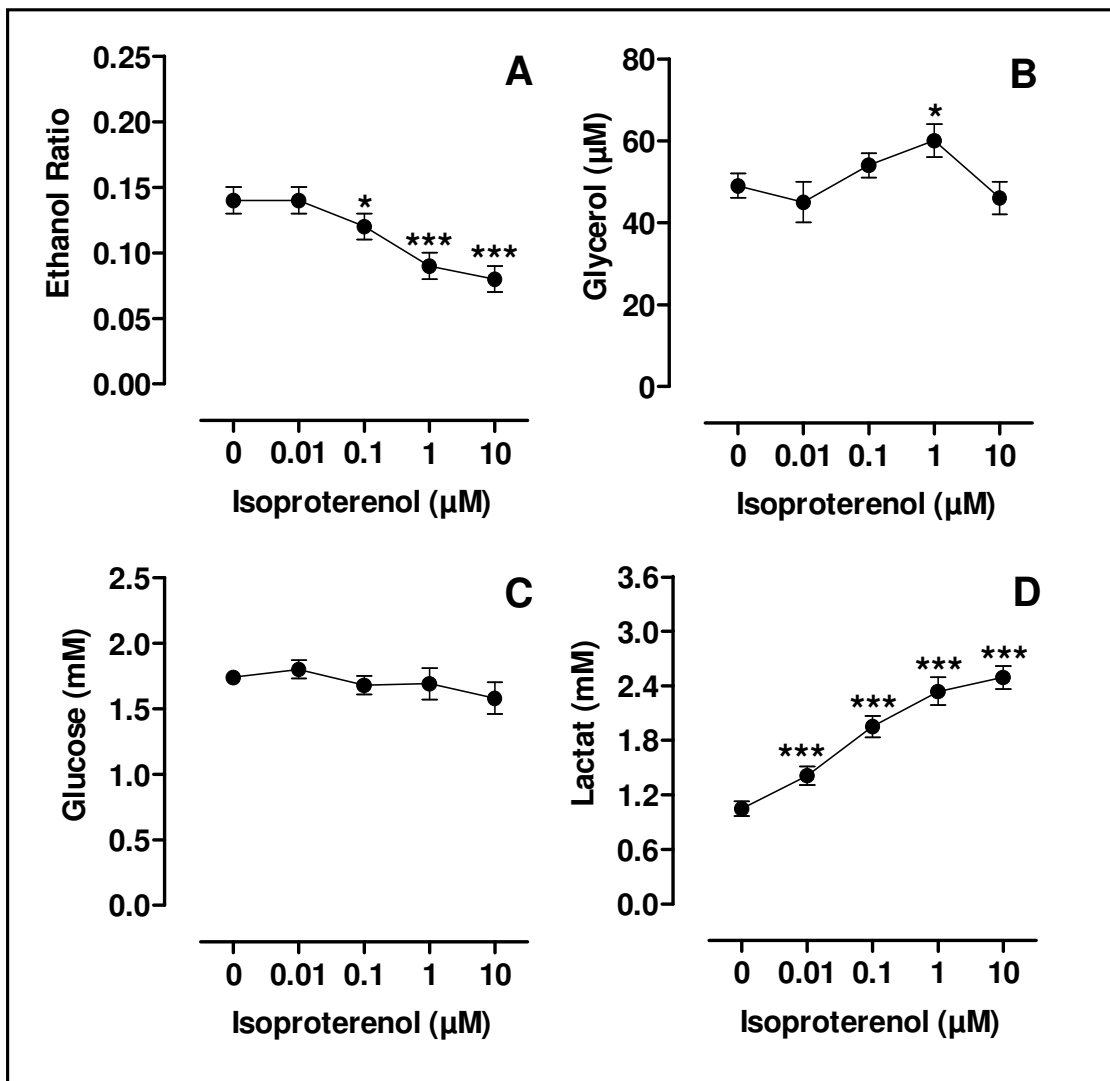 A
Ethanol Ratio
0.25
0.20
0.15
0.10
0.05
0.00
*
***
***
0 0.01 0.1 1 10
Isoproterenol (µM)
B
Glycerol (µM)
80
60
40
20
0
*
0 0.01 0.1 1 10
Isoproterenol (µM)
C
Glucose (mM)
2.5
2.0
1.5
1.0
0.5
0.0
0 0.01 0.1 1 10
Isoproterenol (µM)
D
Lactat (mM)
3.6
3.0
2.4
1.8
1.2
0.6
0.0
***
***
***
***
0 0.01 0.1 1 10
Isoproterenol (µM)